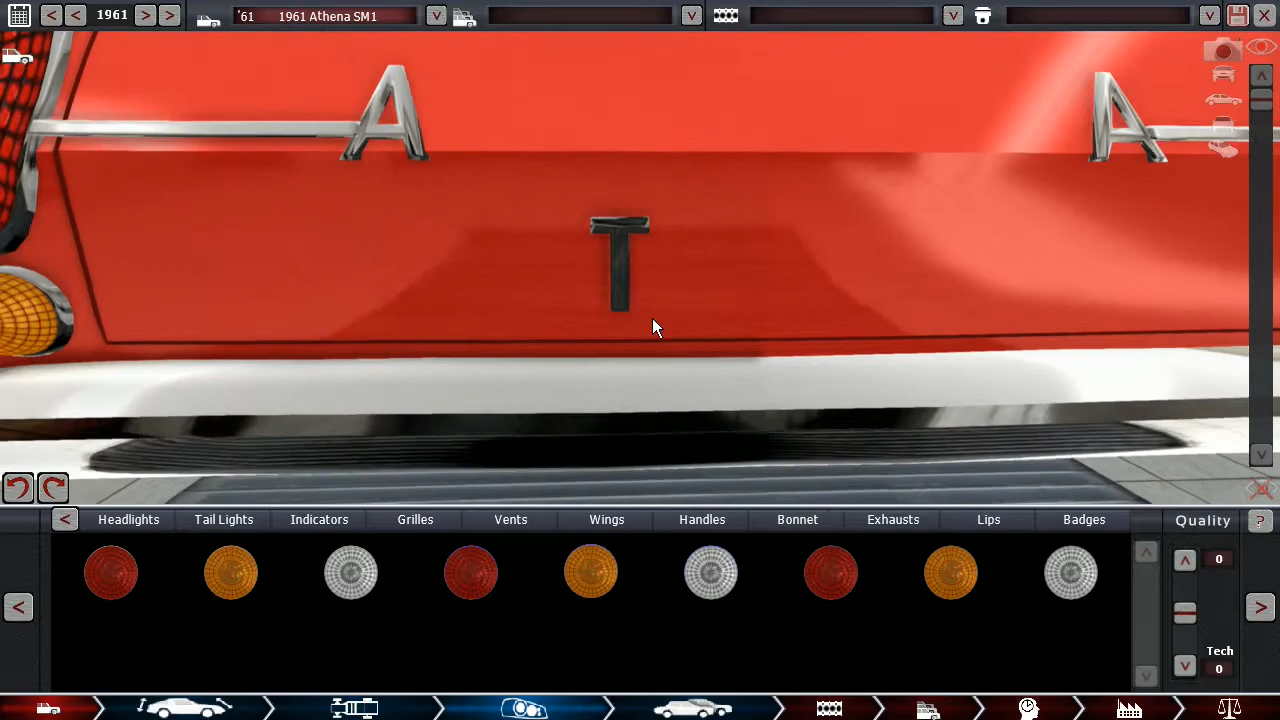 1961 '61 1961 Athena SM1
A A
T
Headlights Tail Lights Indicators Grilles Vents Wings Handles Bonnet Exhausts Lips Badges Quality ?
0
Tech
0